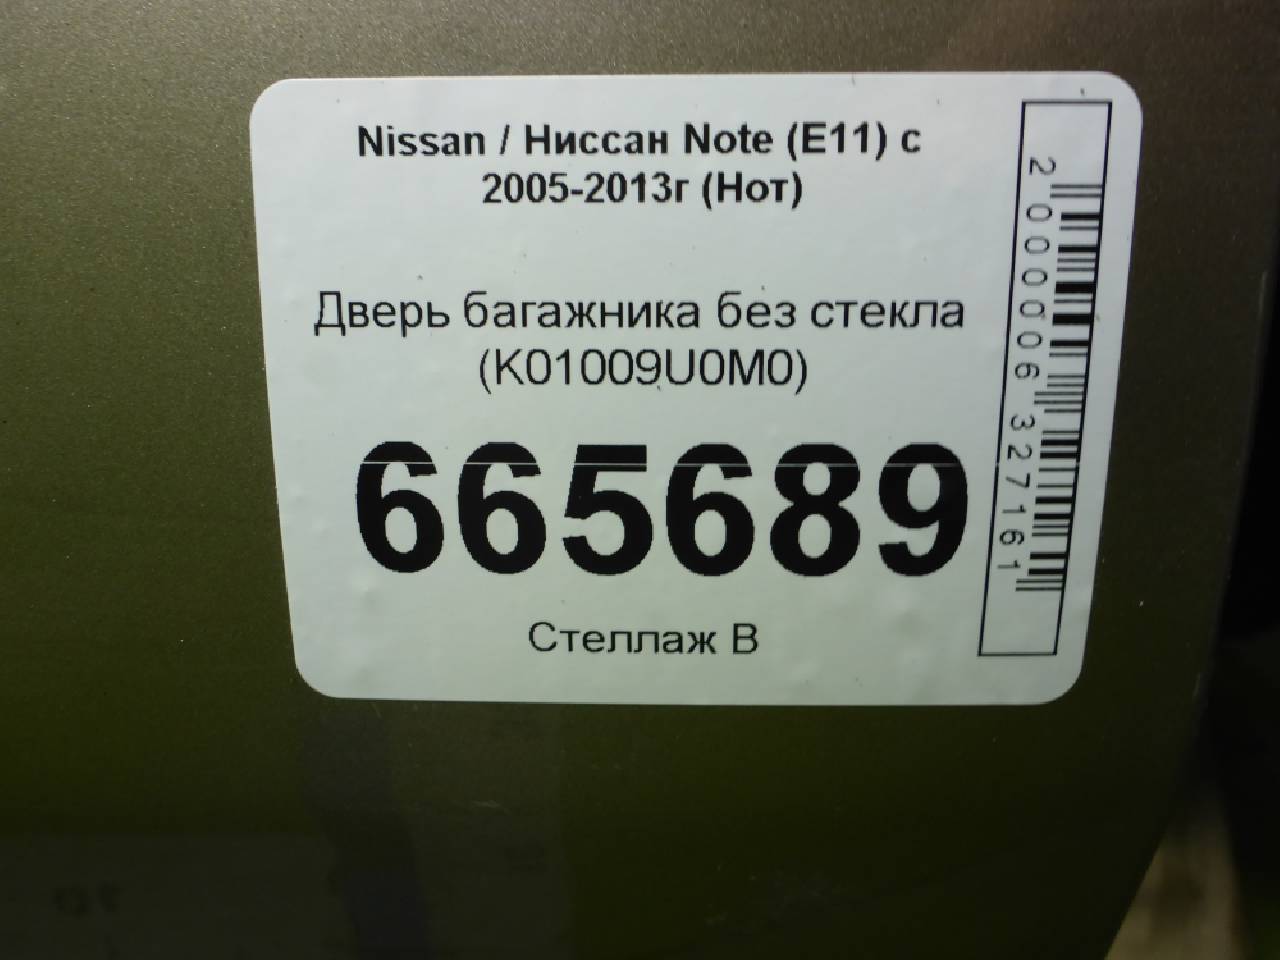 Nissan / Ниссан Note (E11) с
2005-2013г (Нот)
Дверь багажника без стекла
(K01009U0M0)
665689
Стеллаж В
2000006327161